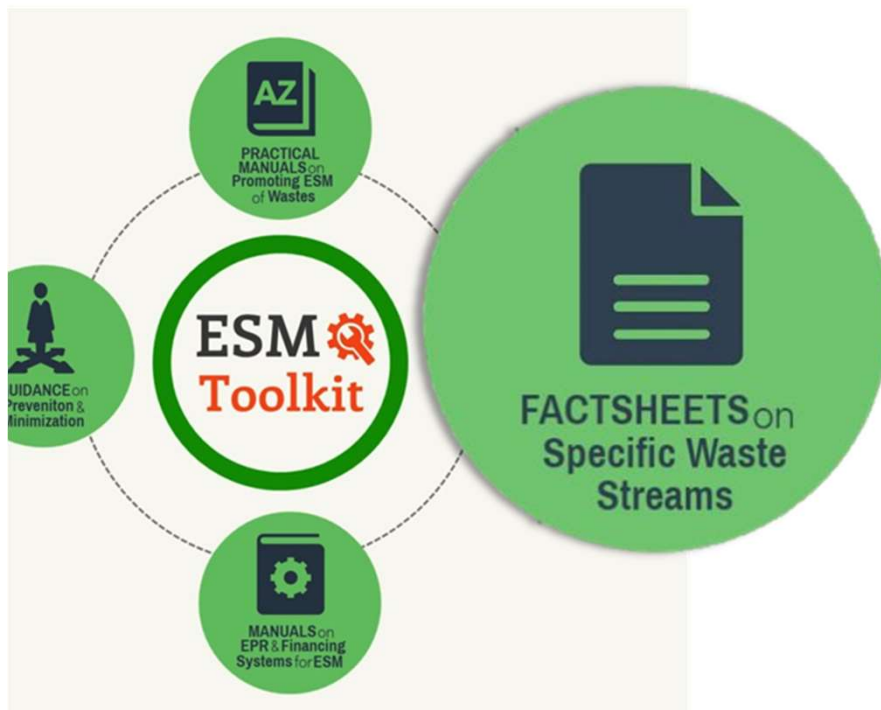 AZ
PRACTICAL
MANUALS on
Promoting ESM
of Wastes
ESM
Toolkit
UIDANCE on
Preveniton &
Minimization
FACTSHEETS on
Specific Waste
Streams
MANUALS on
EPR & Financing
Systems for ESM